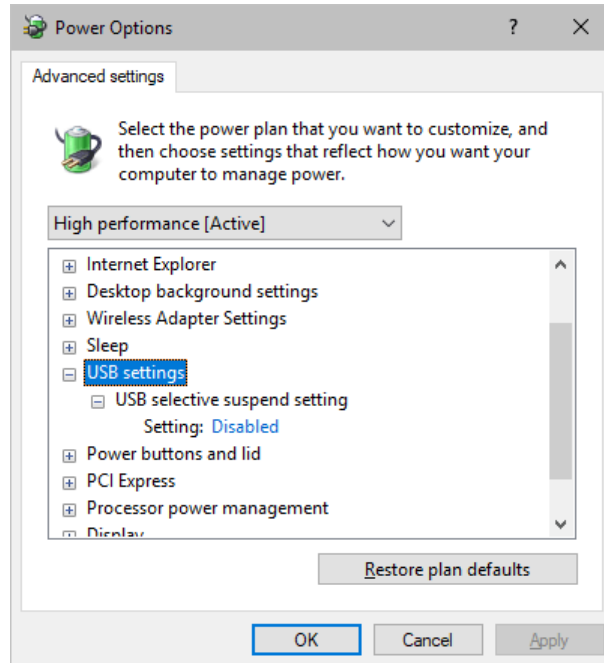 Power Options
?
Advanced settings
Select the power plan that you want to customize, and
then choose settings that reflect how you want your
computer to manage power.
High performance [Active]
Internet Explorer
Desktop background settings
Wireless Adapter Settings
Sleep
USB settings
USB selective suspend setting
Setting: Disabled
Power buttons and lid
PCI Express
Processor power management
Display
Restore plan defaults
OK Cancel Apply